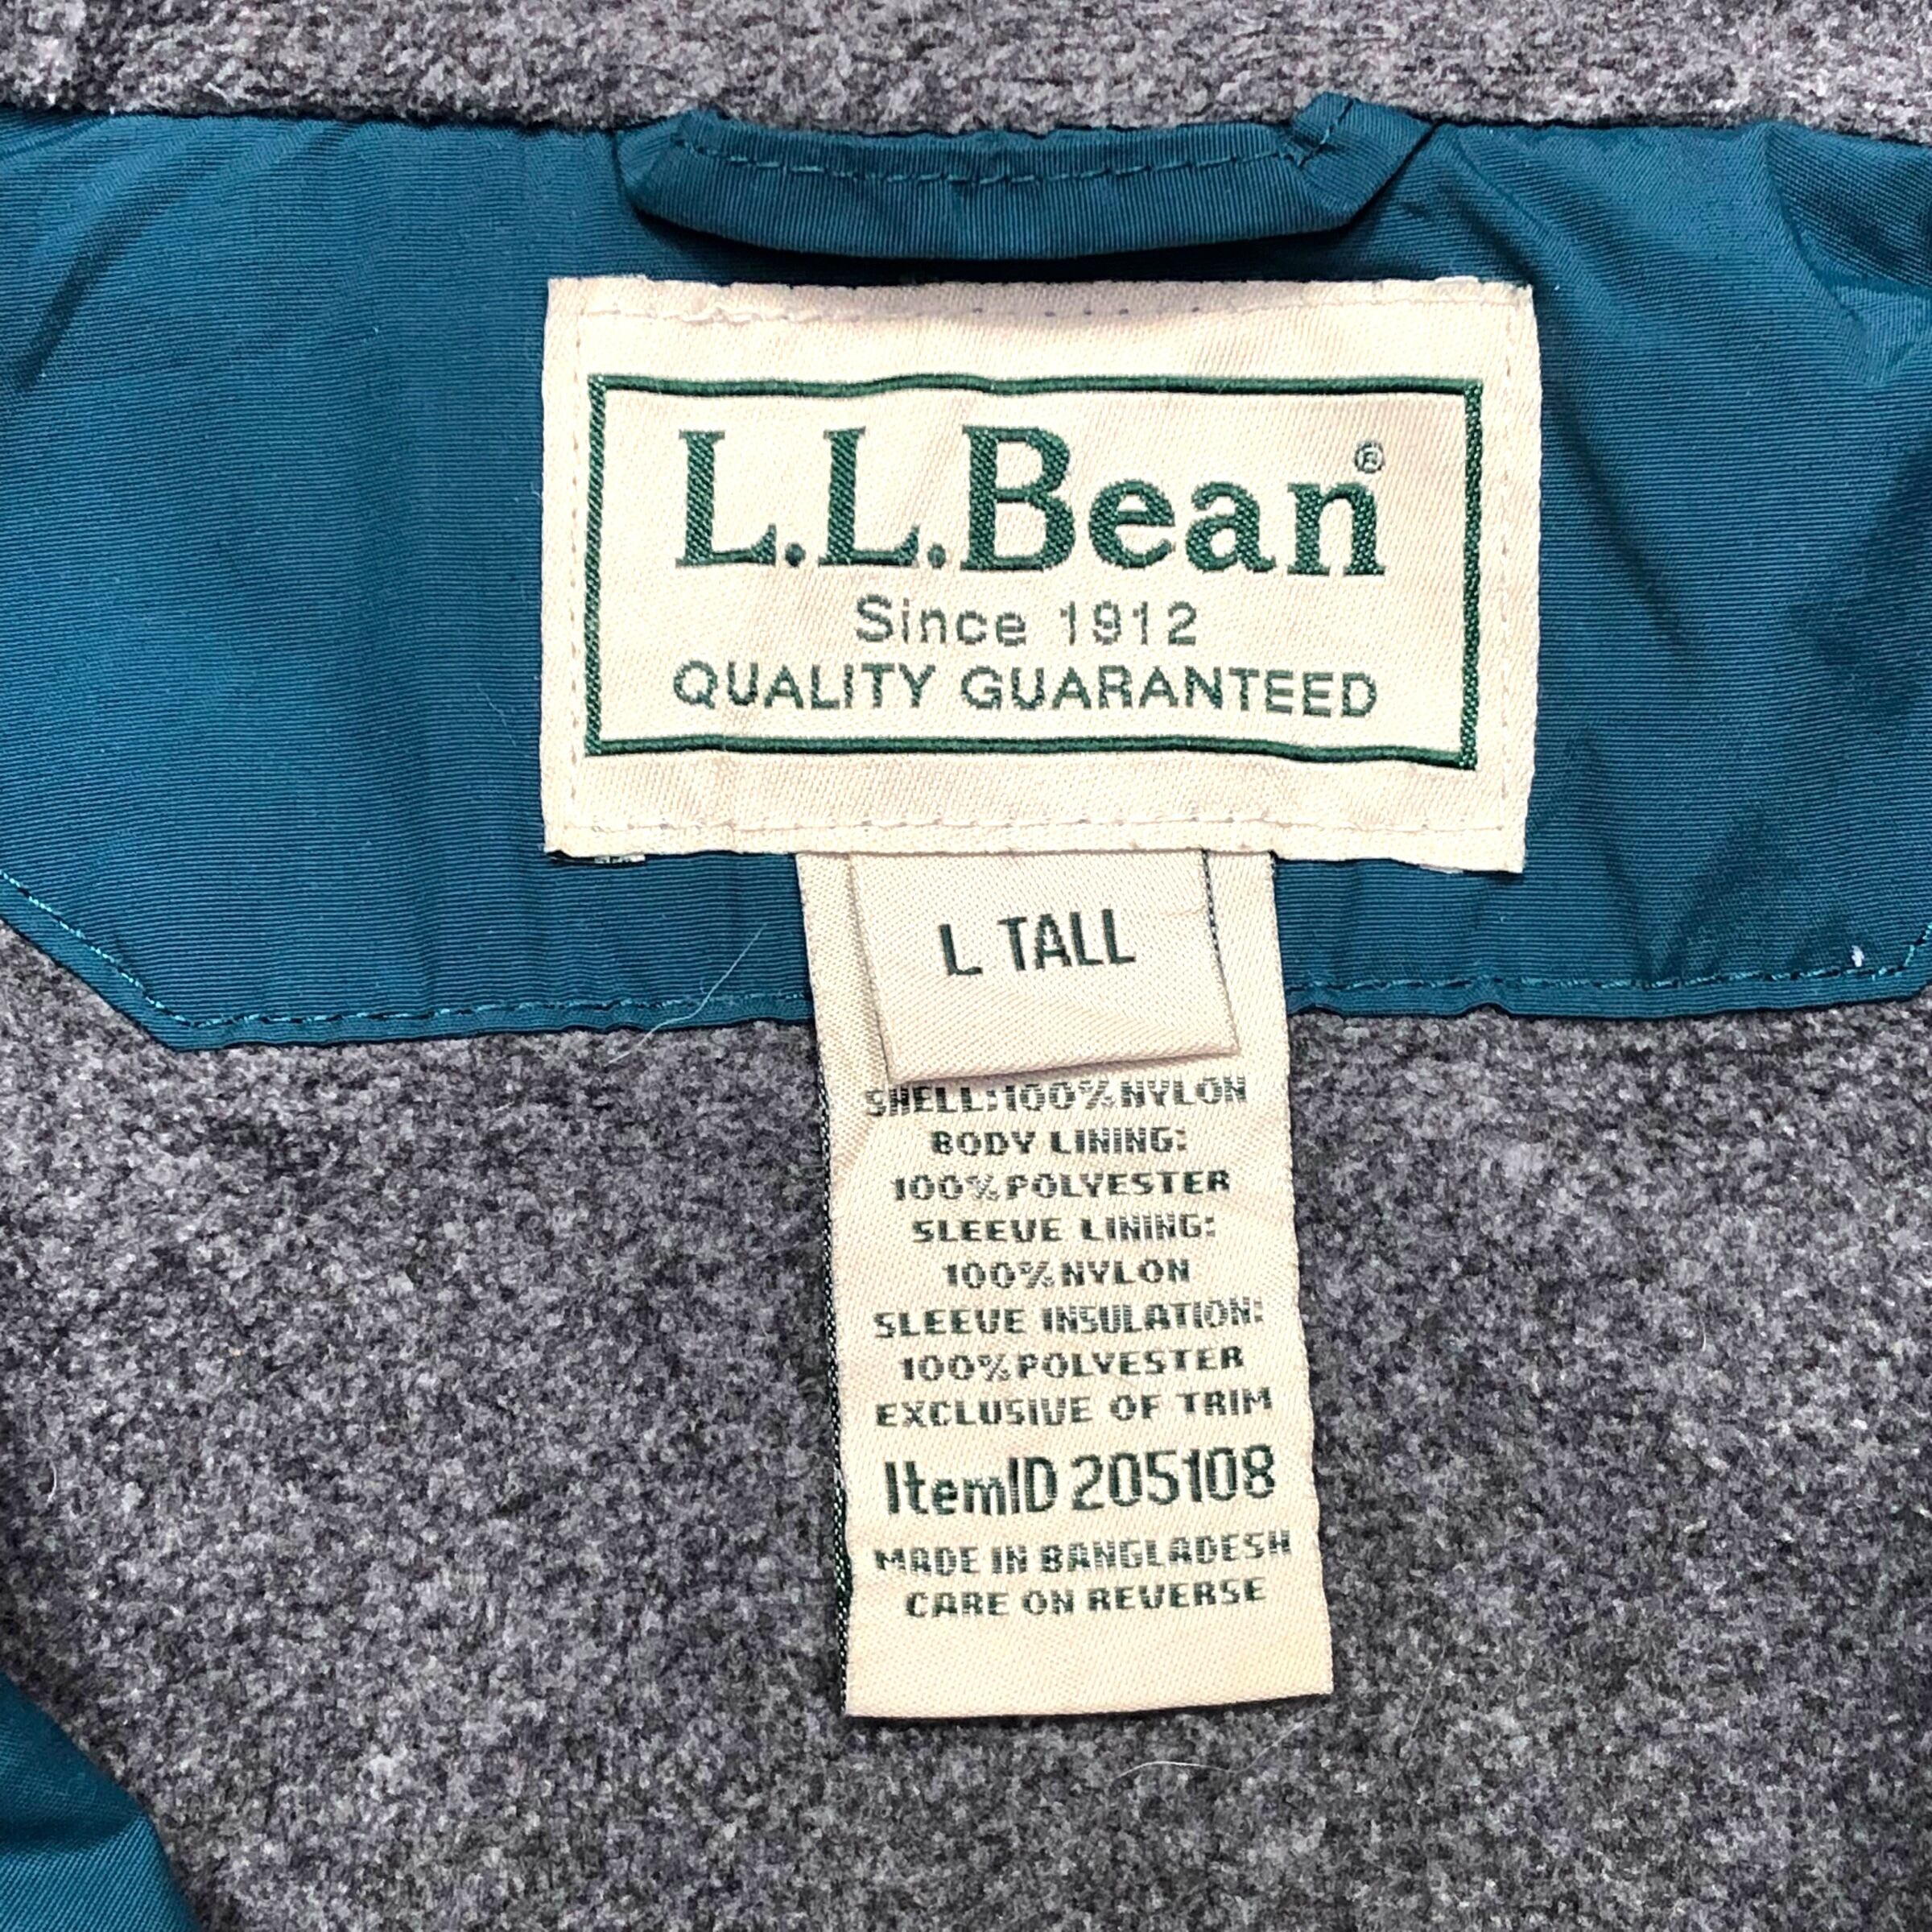 L.L.Bean®
Since 1912
QUALITY GUARANTEED
L TALL
SHELL:100% NYLON
BODY LINING:
100% POLYESTER
SLEEVE LINING:
100% NYLON
SLEEVE INSULATION:
100% POLYESTER
EXCLUSIVE OF TRIM
ItemID 205108
MADE IN BANGLADESH
CARE ON REVERSE